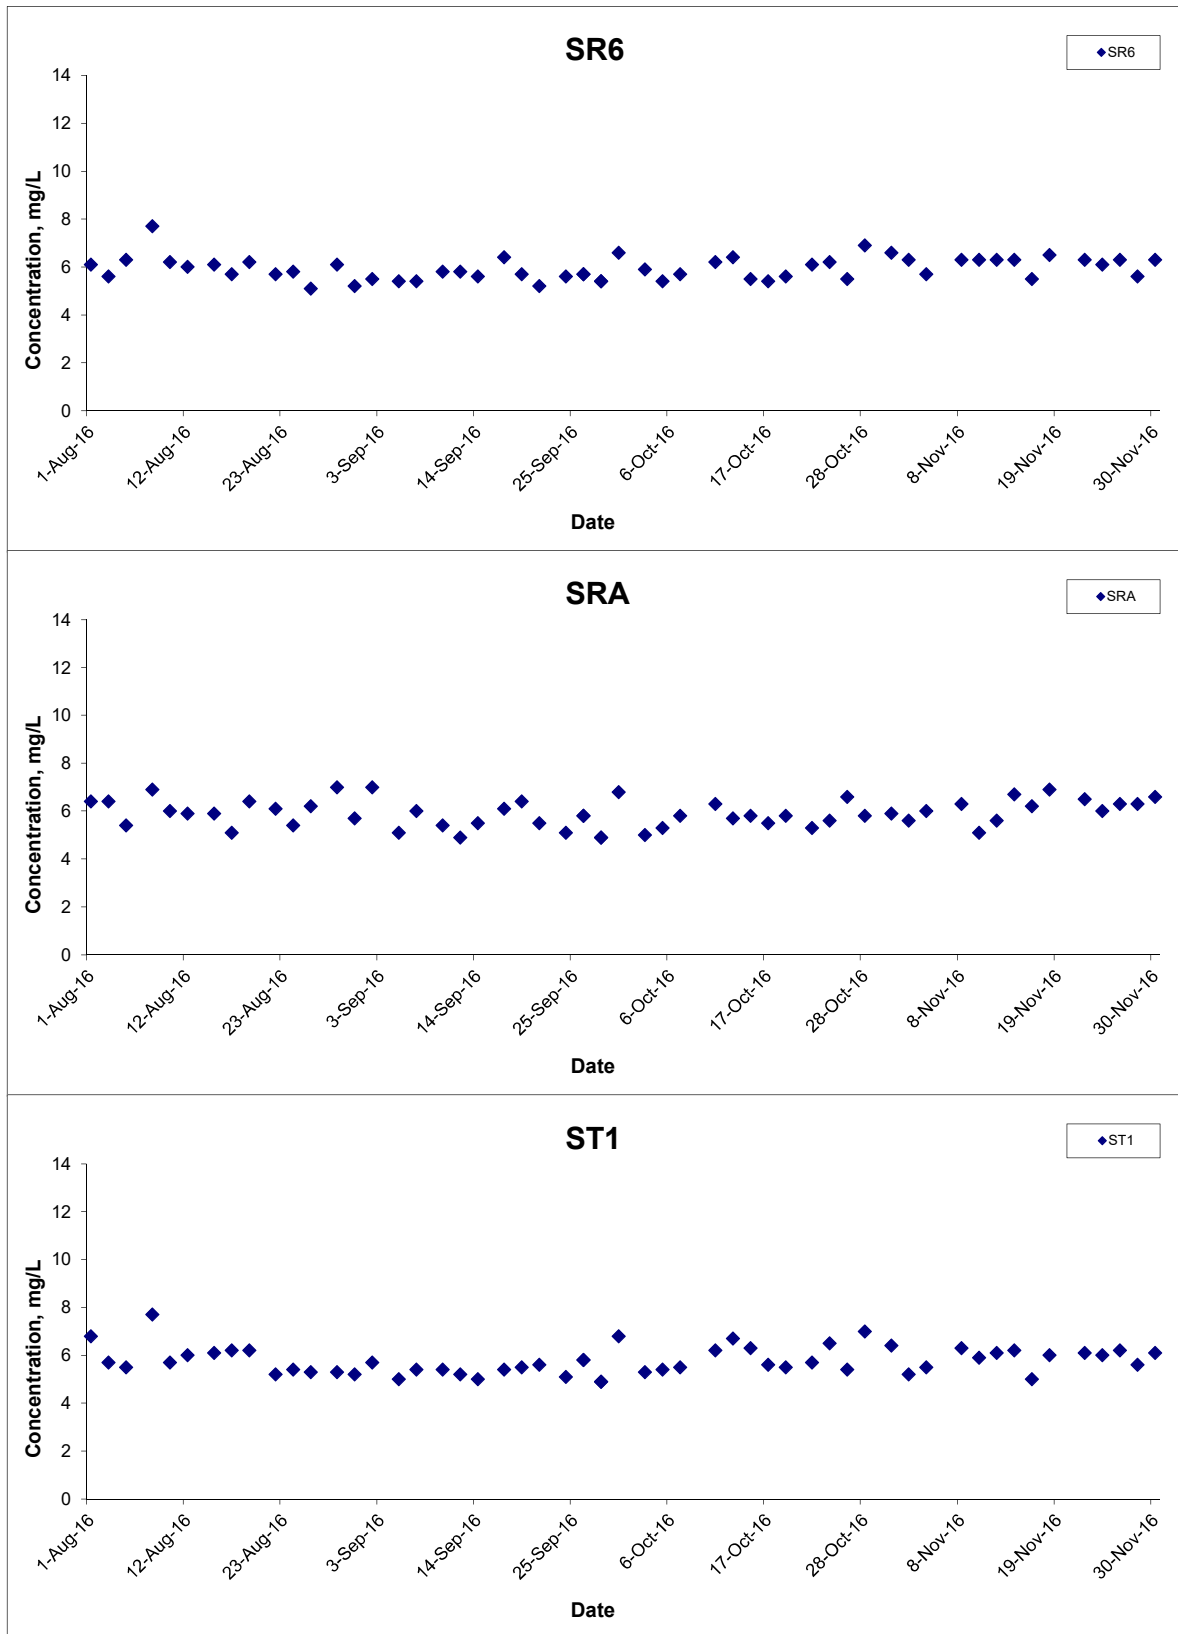 SR6
SR6
14
12
10
8
6
4
2
0
Concentration, mg/L
1-Aug-16
12-Aug-16
23-Aug-16
3-Sep-16
14-Sep-16
25-Sep-16
6-Oct-16
17-Oct-16
28-Oct-16
8-Nov-16
19-Nov-16
30-Nov-16
Date
SRA
SRA
14
12
10
8
6
4
2
0
Concentration, mg/L
1-Aug-16
12-Aug-16
23-Aug-16
3-Sep-16
14-Sep-16
25-Sep-16
6-Oct-16
17-Oct-16
28-Oct-16
8-Nov-16
19-Nov-16
30-Nov-16
Date
ST1
ST1
14
12
10
8
6
4
2
0
Concentration, mg/L
1-Aug-16
12-Aug-16
23-Aug-16
3-Sep-16
14-Sep-16
25-Sep-16
6-Oct-16
17-Oct-16
28-Oct-16
8-Nov-16
19-Nov-16
30-Nov-16
Date